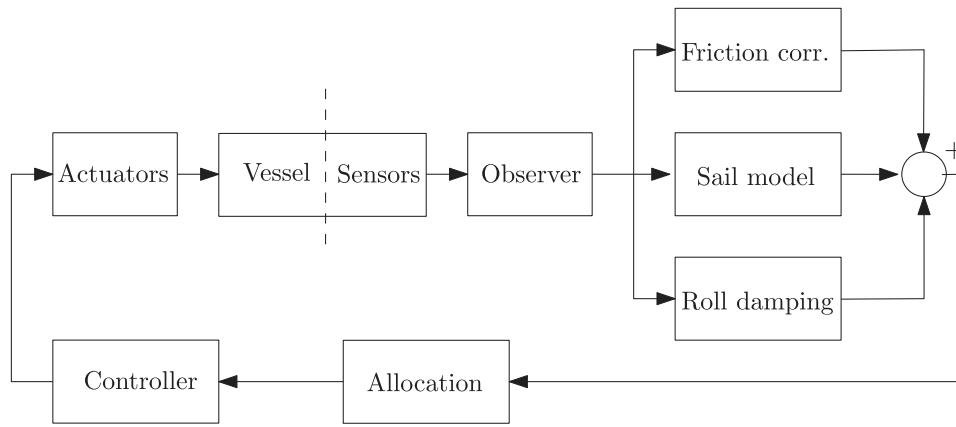 Friction corr.
Actuators
Vessel
Sensors
Observer
Sail model
+
Roll damping
Controller
Allocation